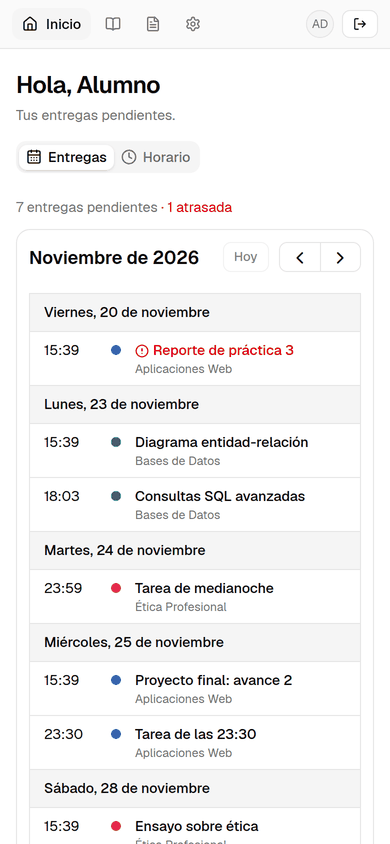 Inicio
AD
Hola, Alumno
Tus entregas pendientes.
Entregas
Horario
7 entregas pendientes · 1 atrasada
Noviembre de 2026
Hoy
Viernes, 20 de noviembre
15:39 Reporte de práctica 3
Aplicaciones Web
Lunes, 23 de noviembre
15:39 Diagrama entidad-relación
Bases de Datos
18:03 Consultas SQL avanzadas
Bases de Datos
Martes, 24 de noviembre
23:59 Tarea de medianoche
Ética Profesional
Miércoles, 25 de noviembre
15:39 Proyecto final: avance 2
Aplicaciones Web
23:30 Tarea de las 23:30
Aplicaciones Web
Sábado, 28 de noviembre
15:39 Ensayo sobre ética
Ética Profesional